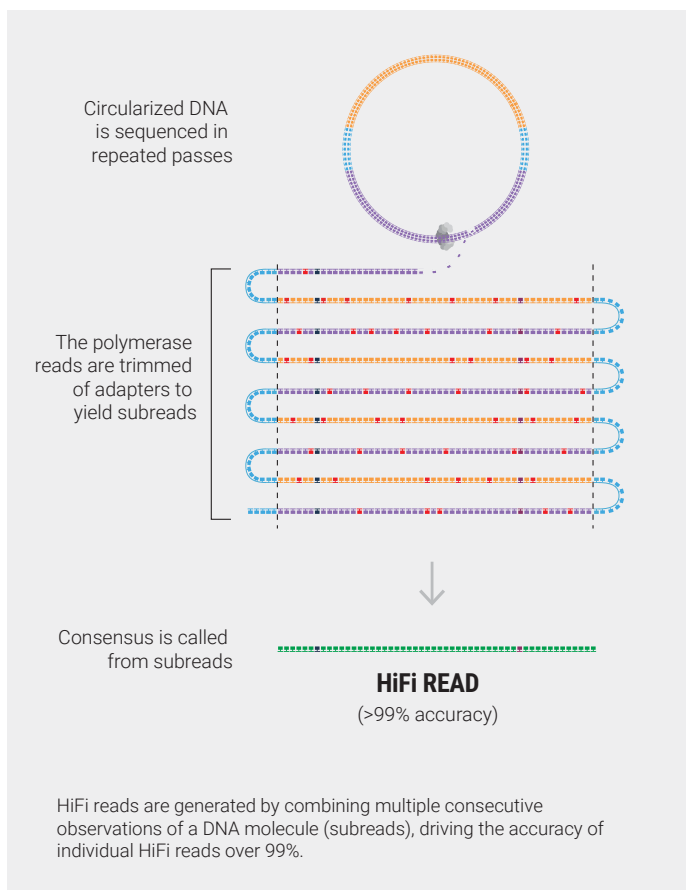 Circularized DNA
is sequenced in
repeated passes
The polymerase
reads are trimmed
of adapters to
yield subreads
Consensus is called
from subreads
HiFi READ
(>99% accuracy)
HiFi reads are generated by combining multiple consecutive
observations of a DNA molecule (subreads), driving the accuracy of
individual HiFi reads over 99%.